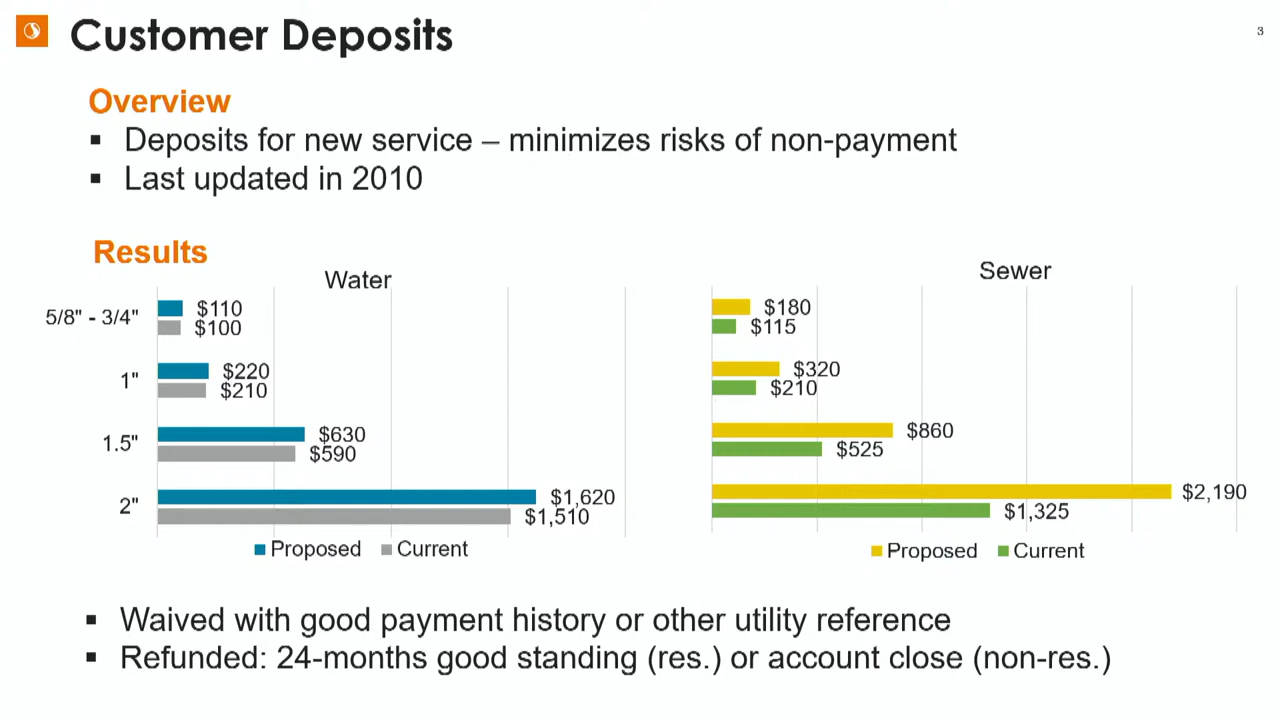 Customer Deposits
3
Overview
▪ Deposits for new service – minimizes risks of non-payment
▪ Last updated in 2010
Results
Water
5/8" - 3/4"
$110
$100
1"
$220
$210
1.5"
$630
$590
2"
$1,620
$1,510
Proposed Current
Sewer
$180
$115
$320
$210
$860
$525
$2,190
$1,325
Proposed Current
▪ Waived with good payment history or other utility reference
▪ Refunded: 24-months good standing (res.) or account close (non-res.)